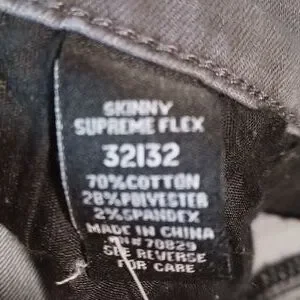 SKINNY
SUPREME FLEX
32132
70%COTTON
28%POLYESTER
2%SPANDEX
MADE IN CHINA
RN# 70829
SEE REVERSE
FOR CARE